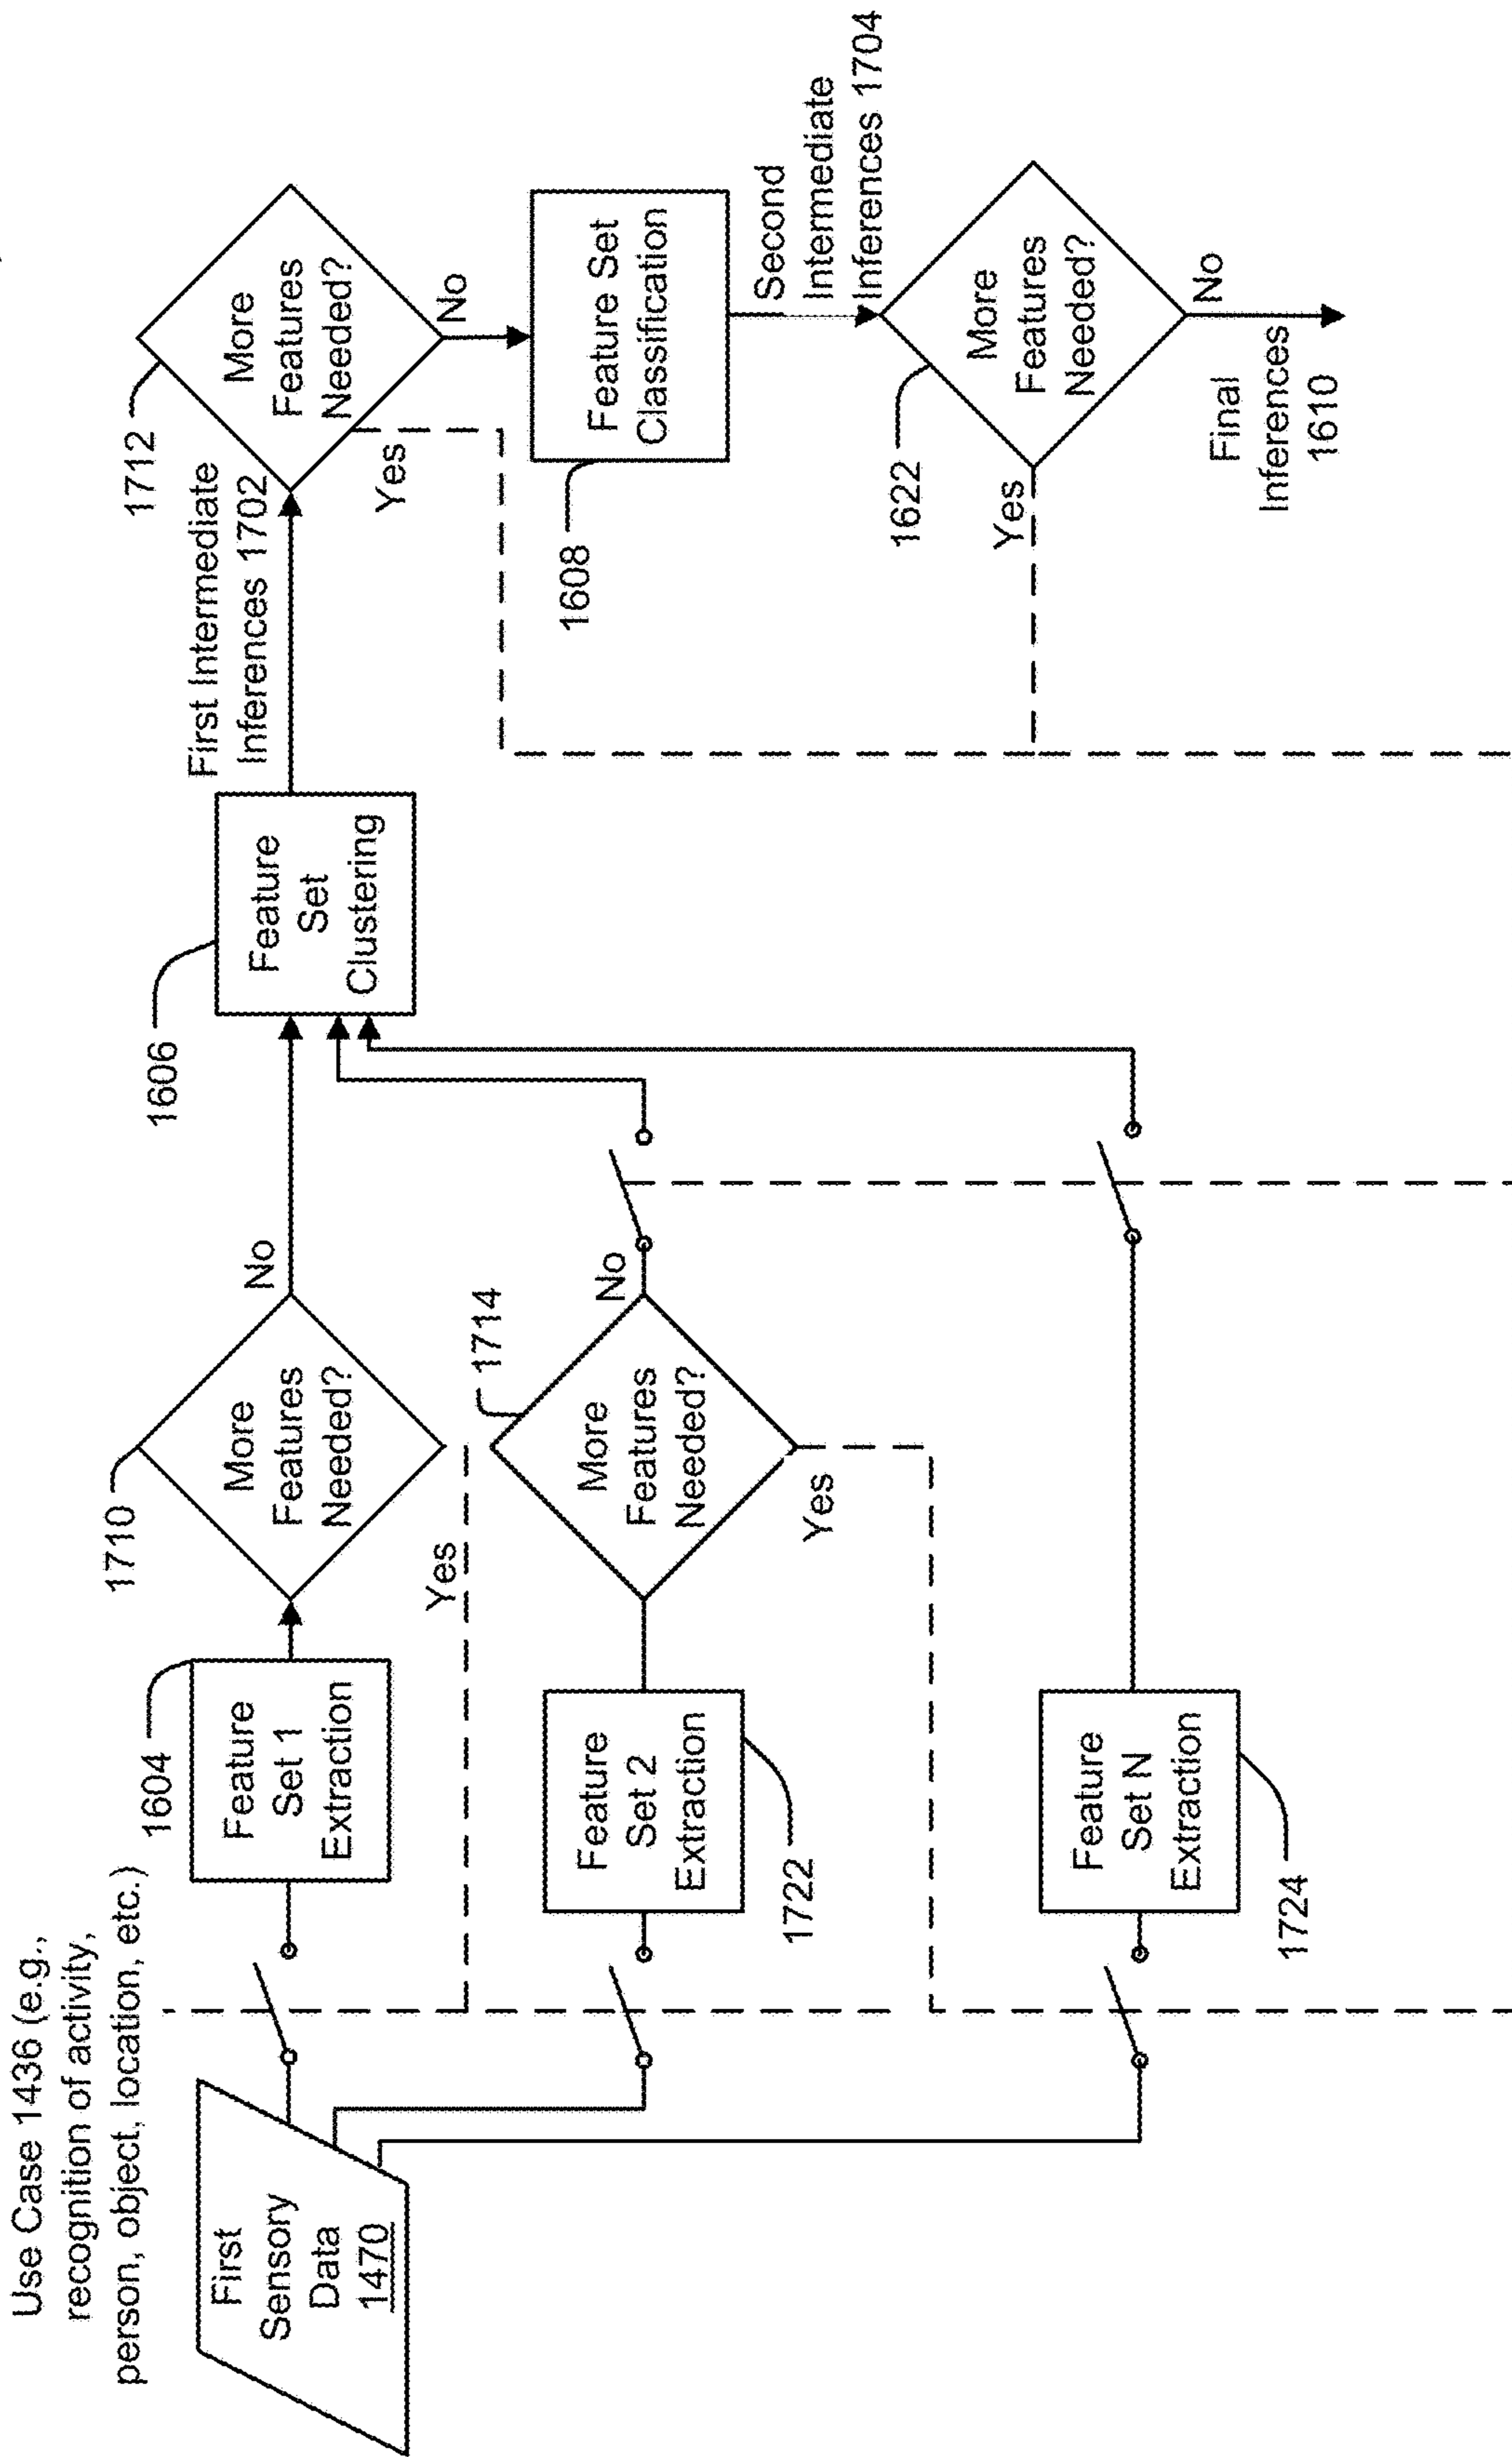 Use Case 1436 (e.g.,
recognition of activity,
person, object, location, etc.)
First
Sensory
Data
1470
1604
Feature
Set 1
Extraction
1710
More
Features
Needed?
No
Yes
1606
Feature
Set
Clustering
First Intermediate
Inferences 1702
1712
More
Features
Needed?
No
Yes
1608
Feature Set
Classification
Second
Intermediate
Inferences 1704
1622
More
Features
Needed?
Yes
No
Final
Inferences
1610
Feature
Set 2
Extraction
1722
1714
More
Features
Needed?
No
Yes
Feature
Set N
Extraction
1724